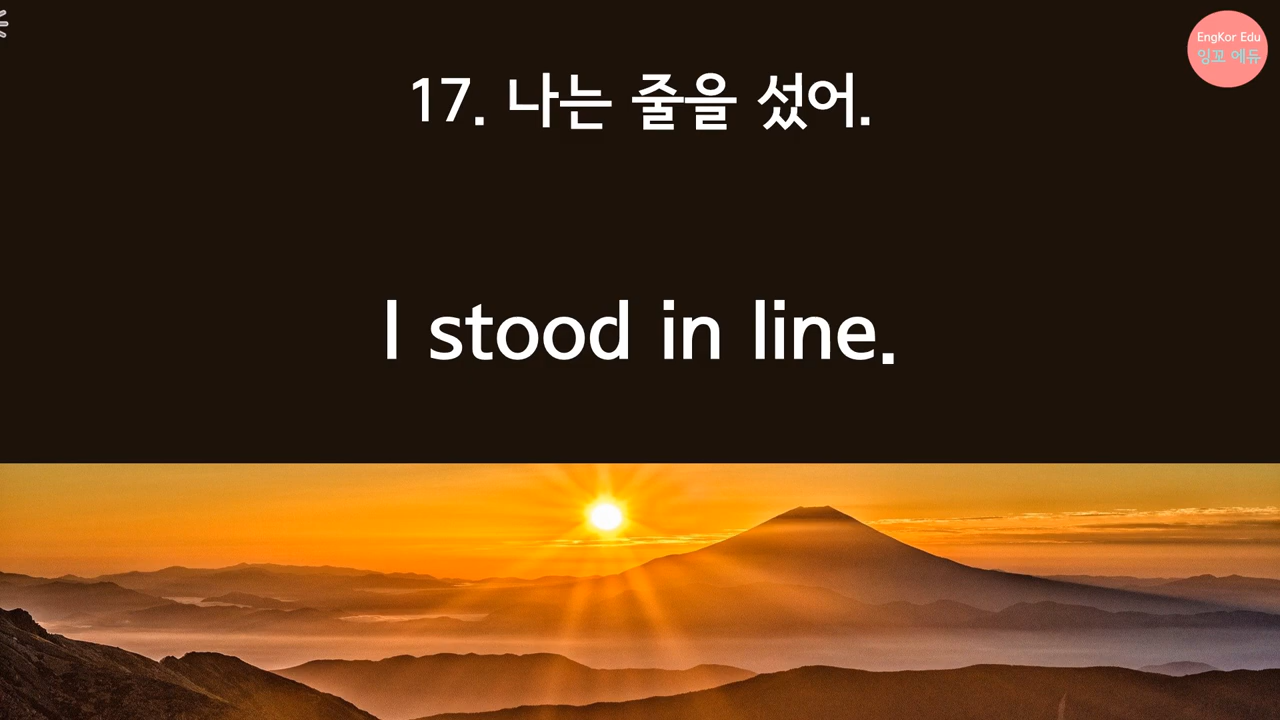 EngKor Edu
잉꼬 에듀
17. 나는 줄을 섰어.
I stood in line.